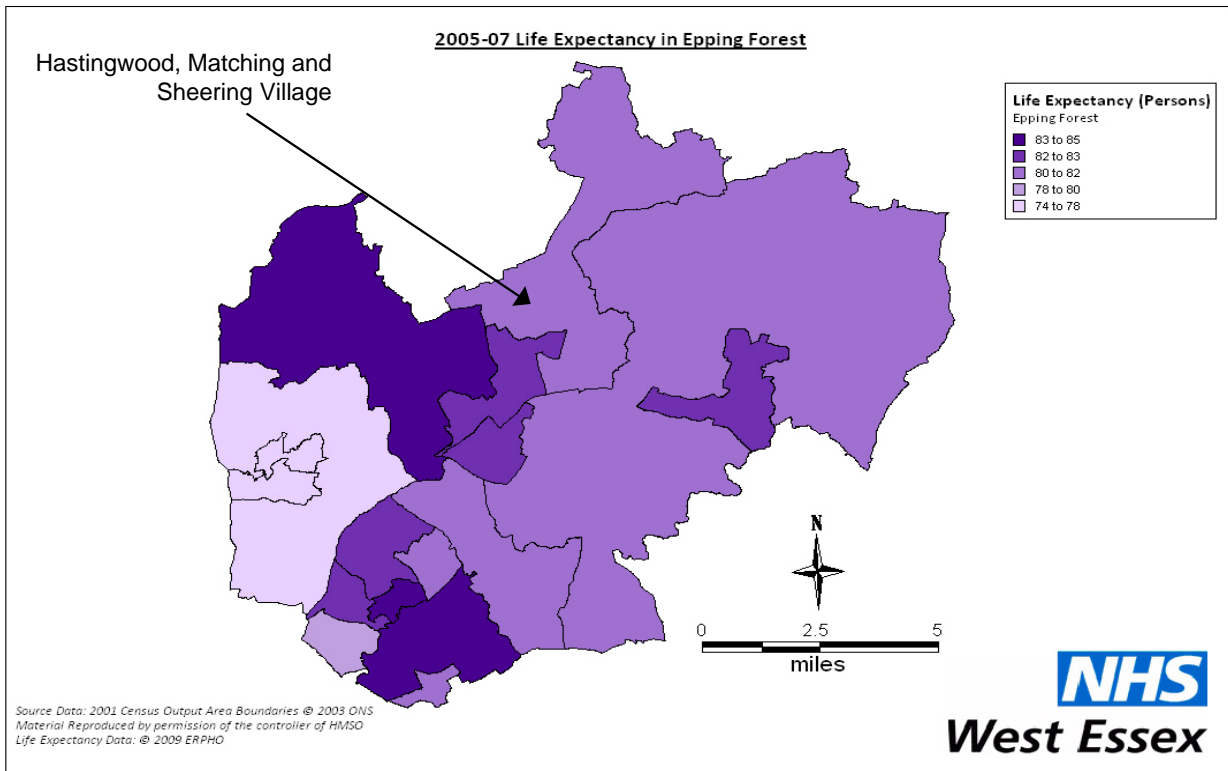 2005-07 Life Expectancy in Epping Forest
Hastingwood, Matching and
Sheering Village
Life Expectancy (Persons)
Epping Forest
83 to 85
82 to 83
80 to 82
78 to 80
74 to 78
N
0 2.5 5
miles
Source Data: 2001 Census Output Area Boundaries © 2003 ONS
Material Reproduced by permission of the controller of HMSO
Life Expectancy Data: © 2009 ERPHO
NHS
West Essex